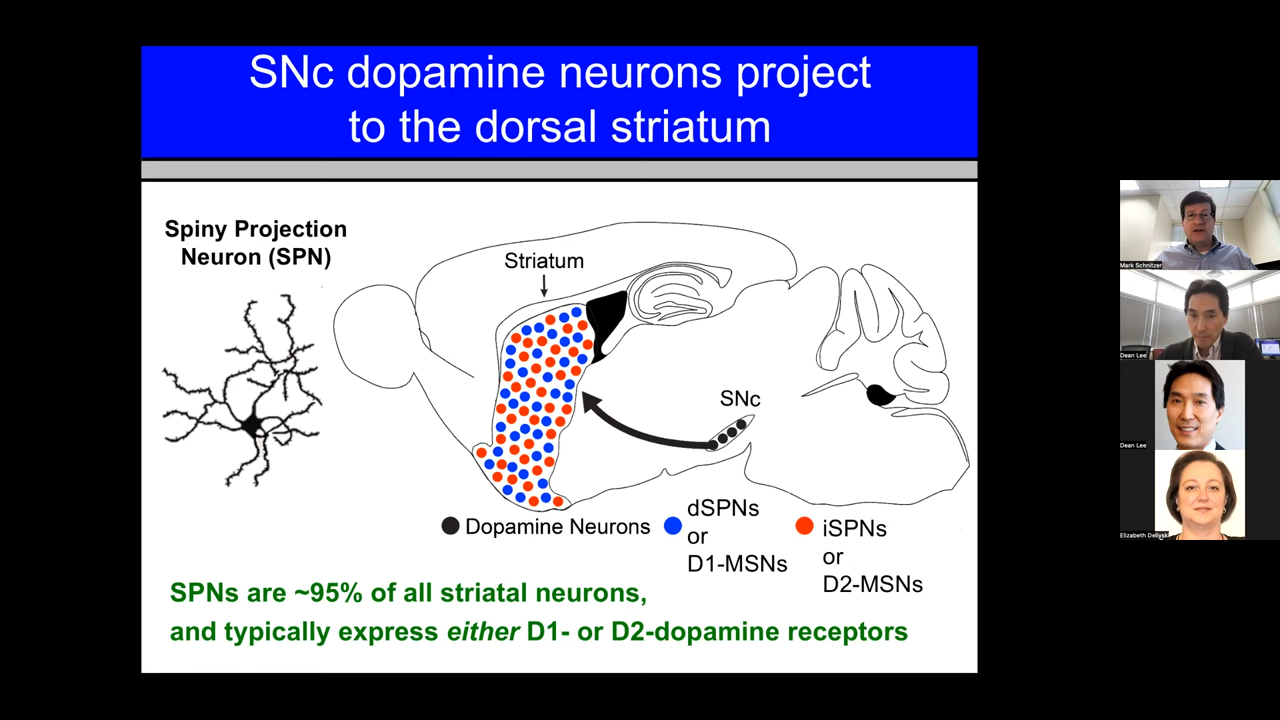 SNc dopamine neurons project
to the dorsal striatum
Spiny Projection
Neuron (SPN)
Striatum
SNc
Dopamine Neurons
dSPNs
or
D1-MSNs
iSPNs
or
D2-MSNs
SPNs are ~95% of all striatal neurons,
and typically express either D1- or D2-dopamine receptors
Mark Schnitzer
Dean Lee
Dean Lee
Elizabeth